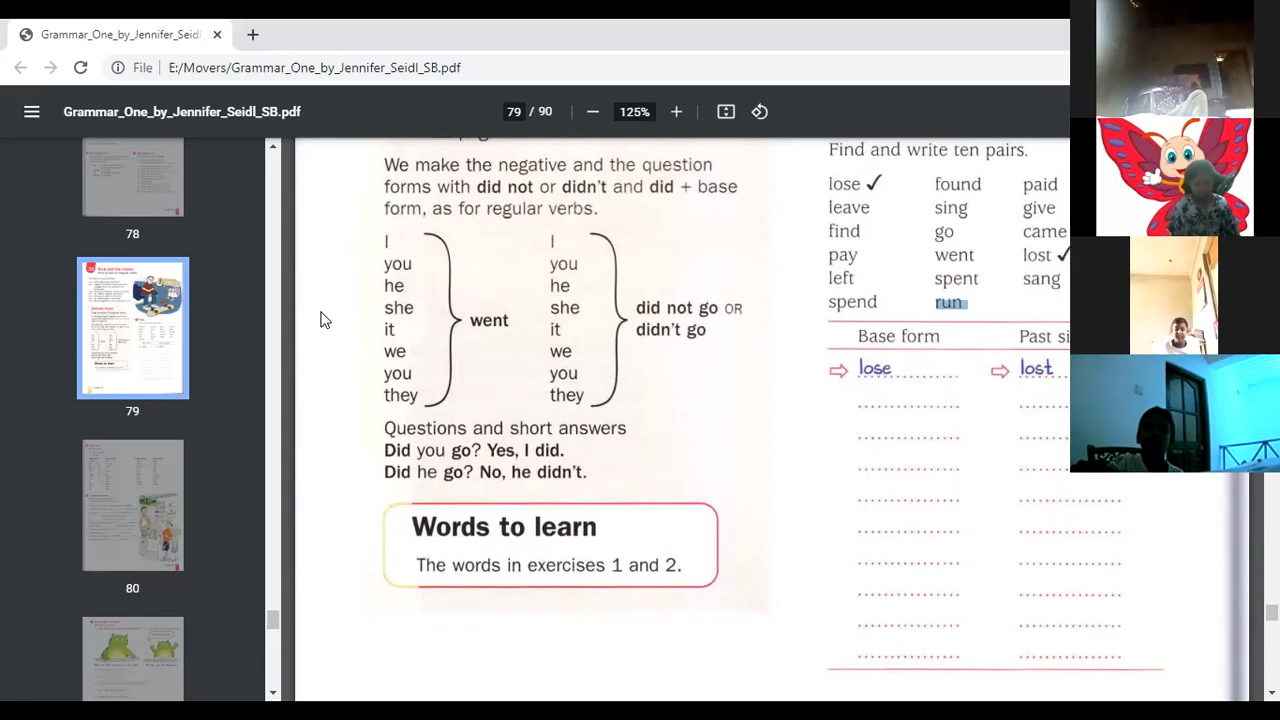 Grammar_One_by_Jennifer_Seidl
File
E:/Movers/Grammar_One_by_Jennifer_Seidl_SB.pdf
Grammar_One_by_Jennifer_Seidl_SB.pdf
79 / 90
125%
78
79
80
We make the negative and the question
forms with did not or didn't and did + base
form, as for regular verbs.
I
you
he
she
it
we
you
they
went
I
you
he
she
it
we
you
they
did not go OR
didn't go
Questions and short answers
Did you go? Yes, I did.
Did he go? No, he didn't.
Words to learn
The words in exercises 1 and 2.
Find and write ten pairs.
lose ✓ found paid
leave sing give
find go came
pay went lost ✓
left spent sang
spend run
Base form Past si
lose lost